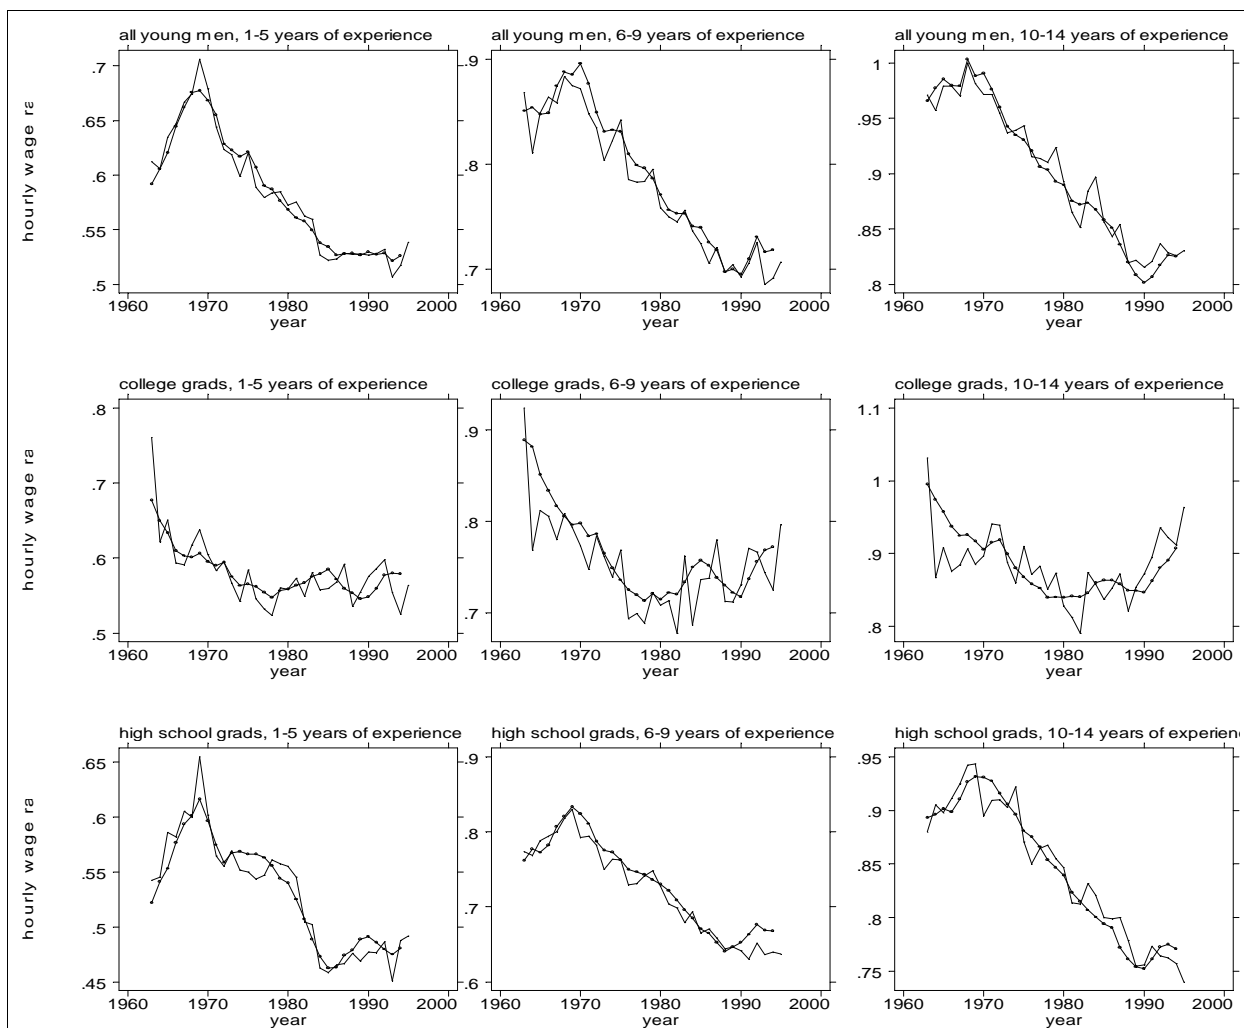 all young men, 1-5 years of experience
all young men, 6-9 years of experience
all young men, 10-14 years of experience
hourly wage ra
.7
.65
.6
.55
.5
1960 1970 1980 1990 2000
year
.9
.8
.7
1960 1970 1980 1990 2000
year
1
.95
.9
.85
.8
1960 1970 1980 1990 2000
year
college grads, 1-5 years of experience
college grads, 6-9 years of experience
college grads, 10-14 years of experience
hourly wage ra
.8
.7
.6
.5
1960 1970 1980 1990 2000
year
.9
.8
.7
1960 1970 1980 1990 2000
year
1.1
1
.9
.8
1960 1970 1980 1990 2000
year
high school grads, 1-5 years of experience
high school grads, 6-9 years of experience
high school grads, 10-14 years of experienc
hourly wage ra
.65
.6
.55
.5
.45
1960 1970 1980 1990 2000
year
.9
.8
.7
.6
1960 1970 1980 1990 2000
year
.95
.9
.85
.8
.75
1960 1970 1980 1990 2000
year